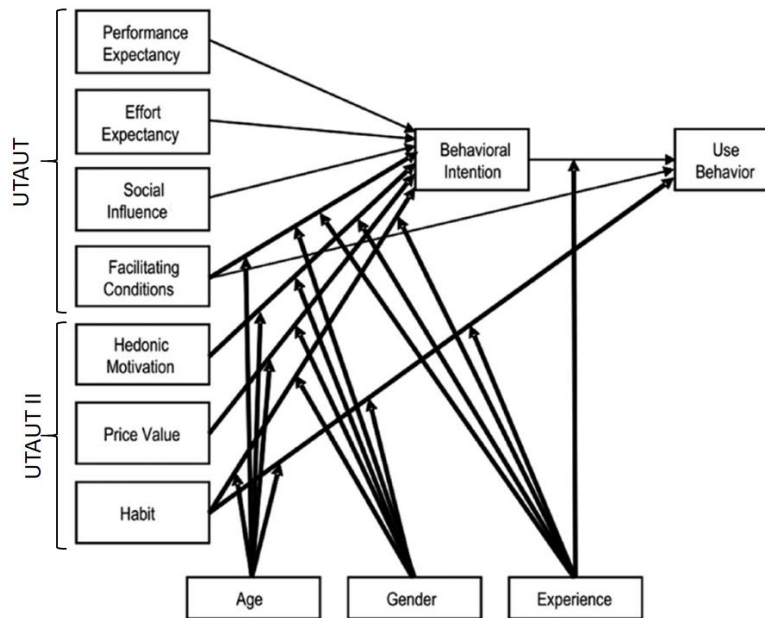 UTAUT
Performance
Expectancy
Effort
Expectancy
Social
Influence
Facilitating
Conditions
Behavioral
Intention
Use
Behavior
UTAUT II
Hedonic
Motivation
Price Value
Habit
Age
Gender
Experience